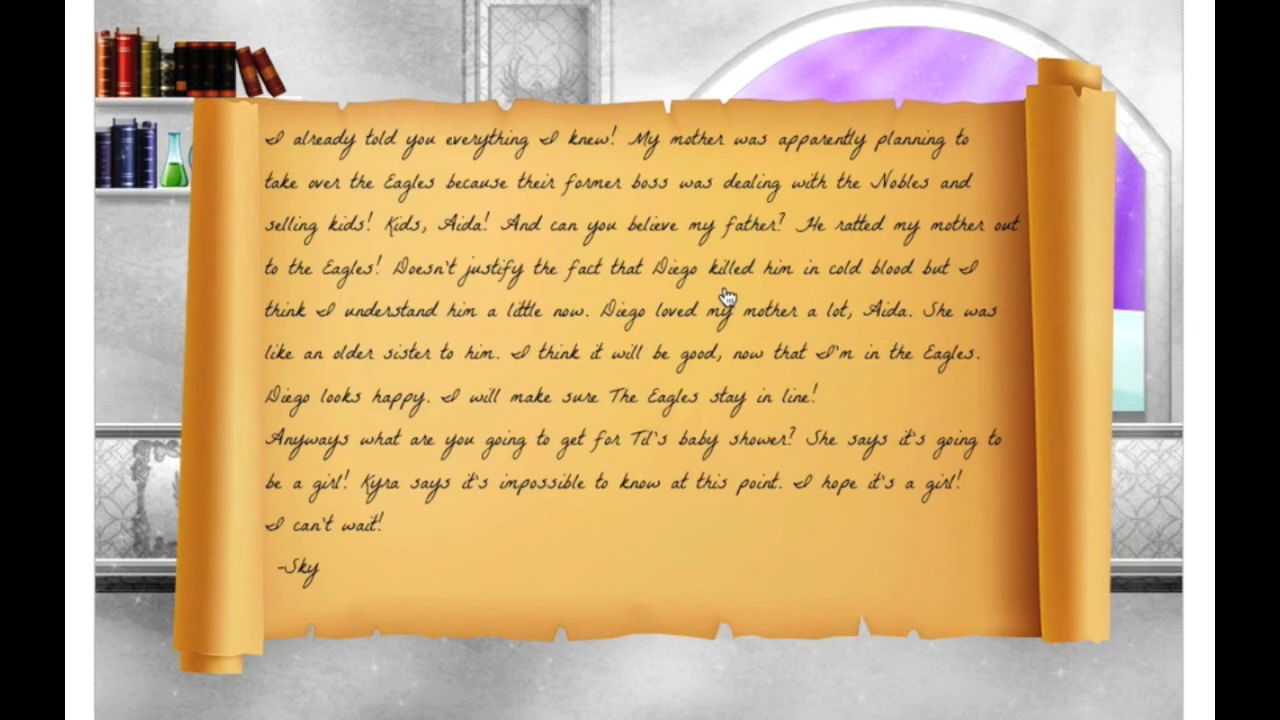 I already told you everything I knew! My mother was apparently planning to
take over the Eagles because their former boss was dealing with the Nobles and
selling kids! Kids, Aida! And can you believe my father? He ratted my mother out
to the Eagles! Doesn't justify the fact that Diego killed him in cold blood but I
think I understand him a little now. Diego loved my mother a lot, Aida. She was
like an older sister to him. I think it will be good, now that I'm in the Eagles.
Diego looks happy. I will make sure The Eagles stay in line!
Anyways what are you going to get for Til's baby shower? She says it's going to
be a girl! Kyra says it's impossible to know at this point. I hope it's a girl!
I can't wait!
-Sky